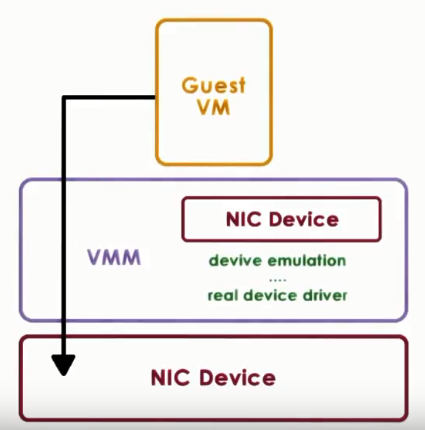 Guest
VM
NIC Device
VMM
devive emulation
....
real device driver
NIC Device